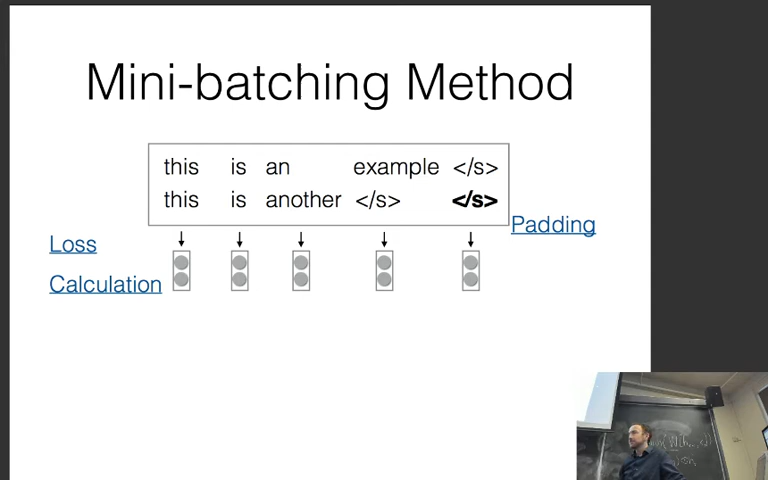 Mini-batching Method
this is an example </s>
this is another </s> </s>
Padding
Loss
Calculation